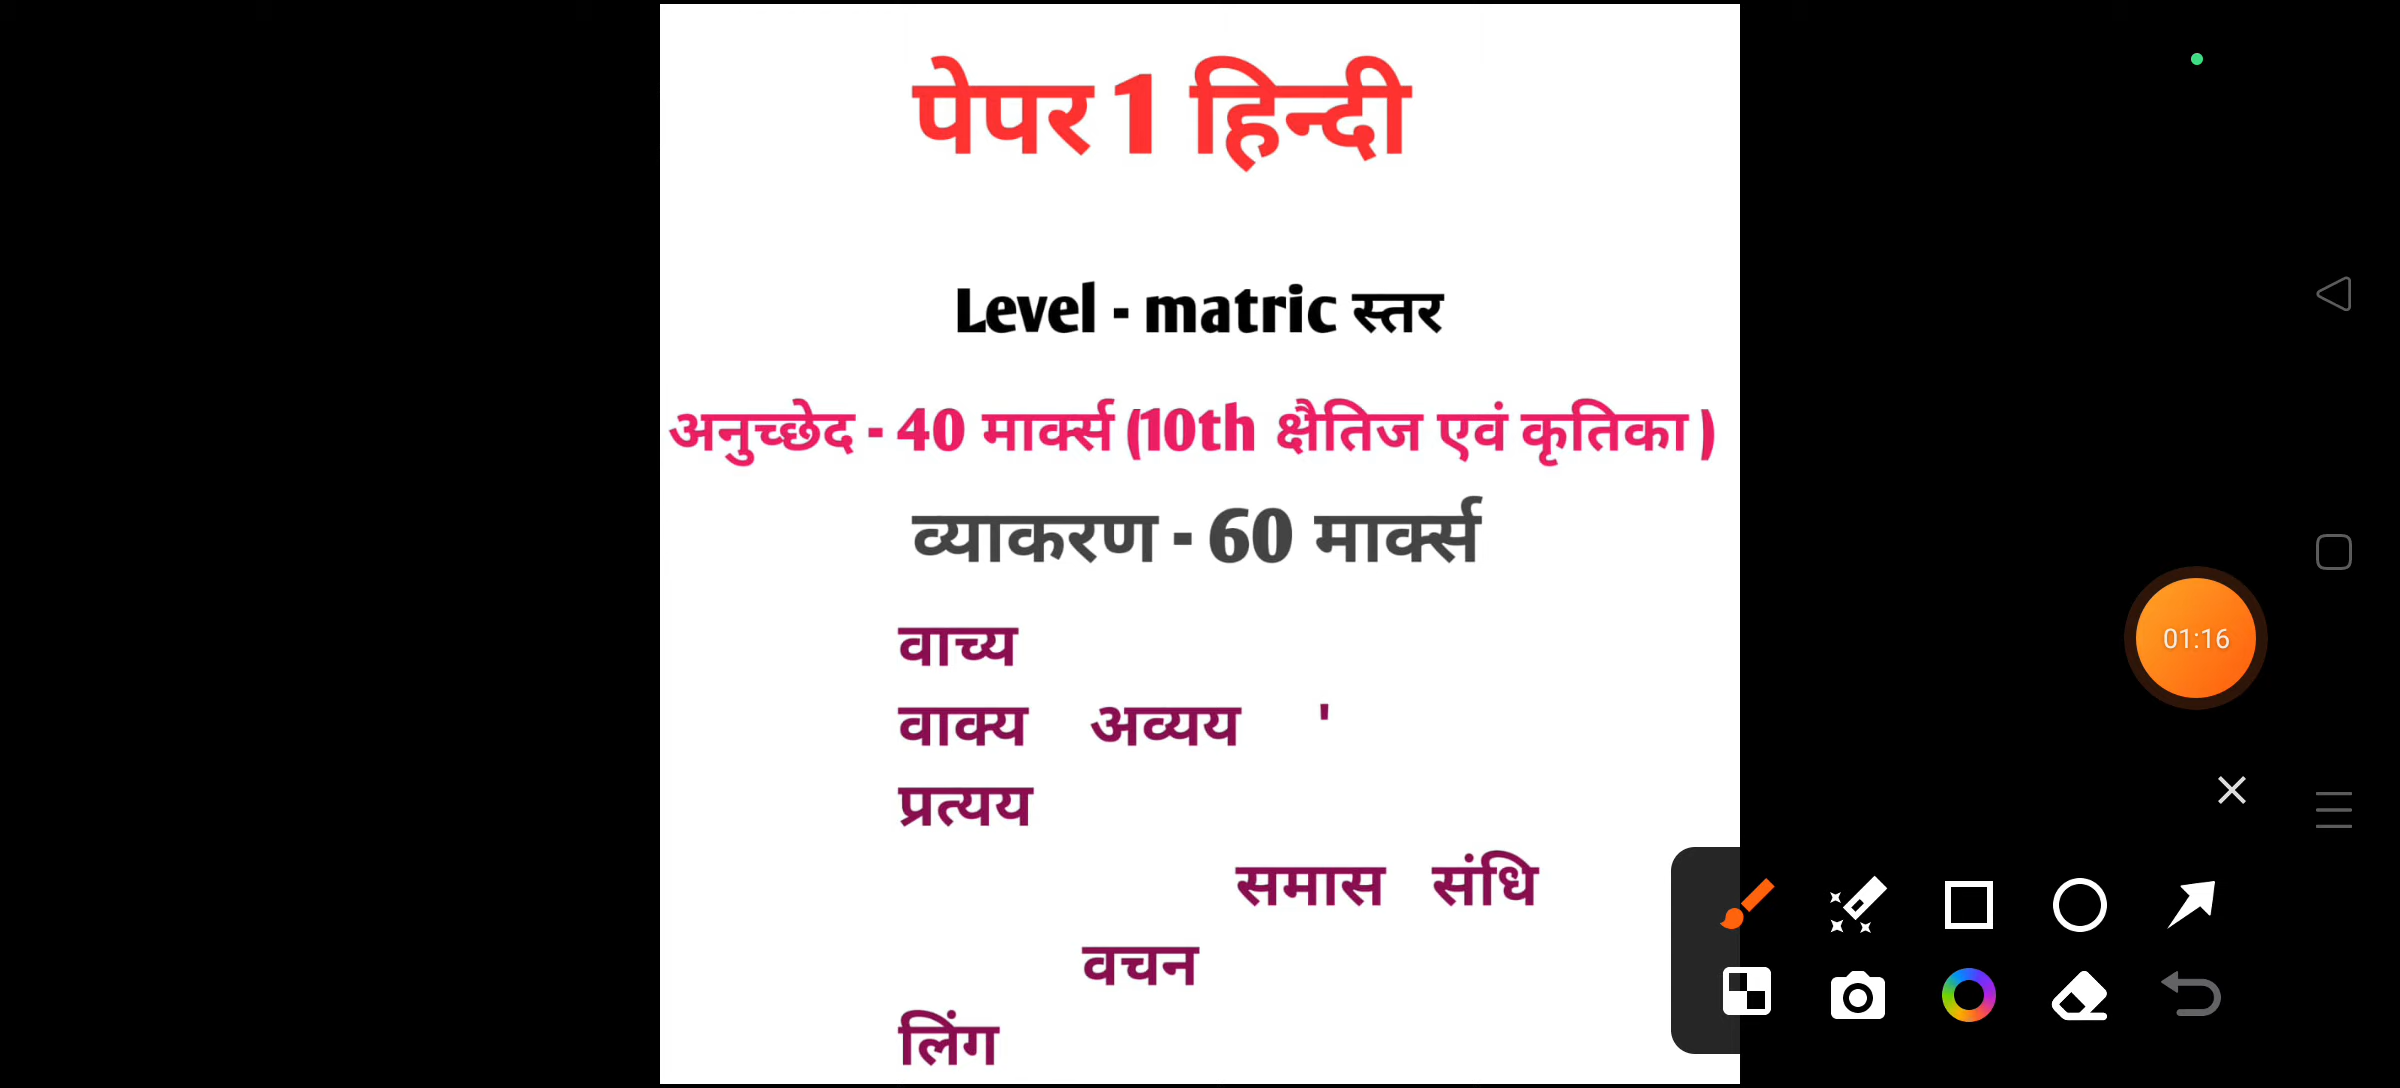 पेपर 1 हिन्दी
Level - matric स्तर
अनुच्छेद - 40 मार्क्स (10th क्षैतिज एवं कृतिका )
व्याकरण - 60 मार्क्स
वाच्य
वाक्य अव्यय '
प्रत्यय
समास संधि
वचन
लिंग
01:16